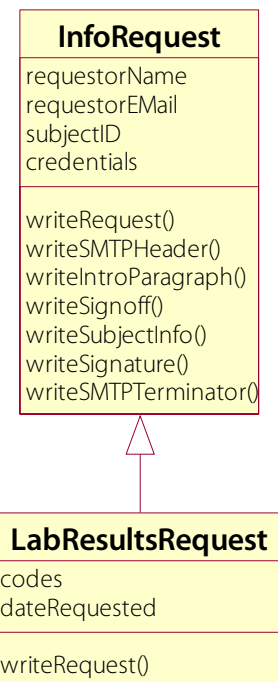 InfoRequest
requestorName
requestorEMail
subjectID
credentials
writeRequest()
writeSMTPHeader()
writeIntroParagraph()
writeSignoff()
writeSubjectInfo()
writeSignature()
writeSMTPTerminator()
LabResultsRequest
codes
dateRequested
writeRequest()